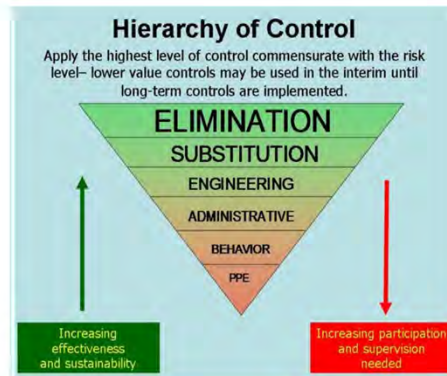 Hierarchy of Control
Apply the highest level of control commensurate with the risk
level– lower value controls may be used in the interim until
long-term controls are implemented.
ELIMINATION
SUBSTITUTION
ENGINEERING
ADMINISTRATIVE
BEHAVIOR
PPE
Increasing
effectiveness
and sustainability
Increasing participation
and supervision
needed